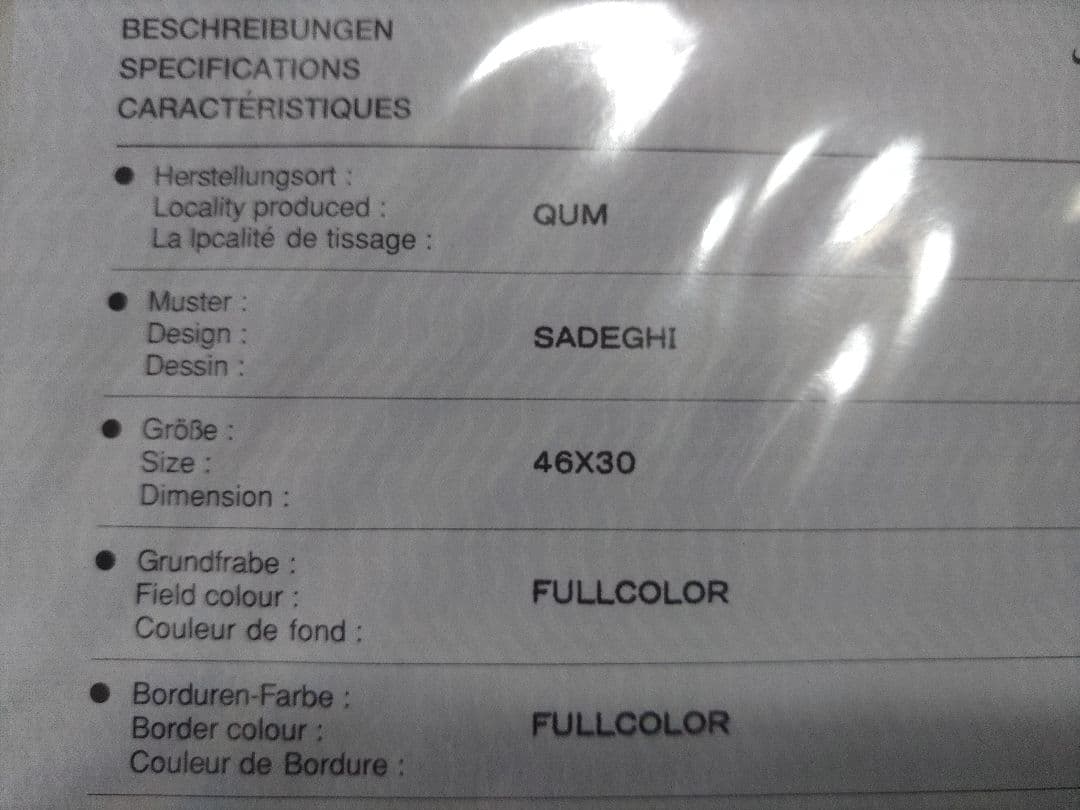 BESCHREIBUNGEN
SPECIFICATIONS
CARACTÉRISTIQUES
● Herstellungsort :
Locality produced :
La lpcalité de tissage :
QUM
● Muster :
Design :
Dessin :
SADEGHI
● Größe :
Size :
Dimension :
46X30
● Grundfrabe :
Field colour :
Couleur de fond :
FULLCOLOR
● Borduren-Farbe :
Border colour :
Couleur de Bordure :
FULLCOLOR